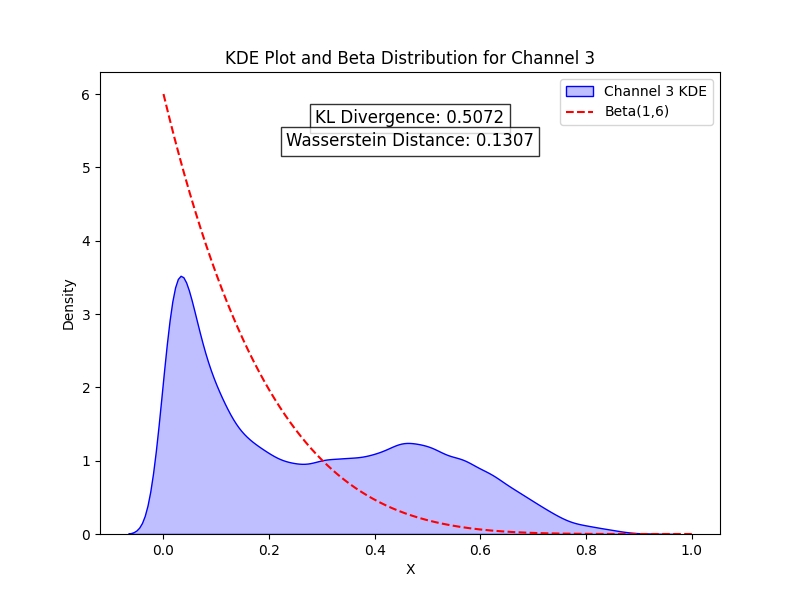 KDE Plot and Beta Distribution for Channel 3
KL Divergence: 0.5072
Wasserstein Distance: 0.1307
Channel 3 KDE
Beta(1,6)
Density
6
5
4
3
2
1
0
0.0 0.2 0.4 0.6 0.8 1.0
X